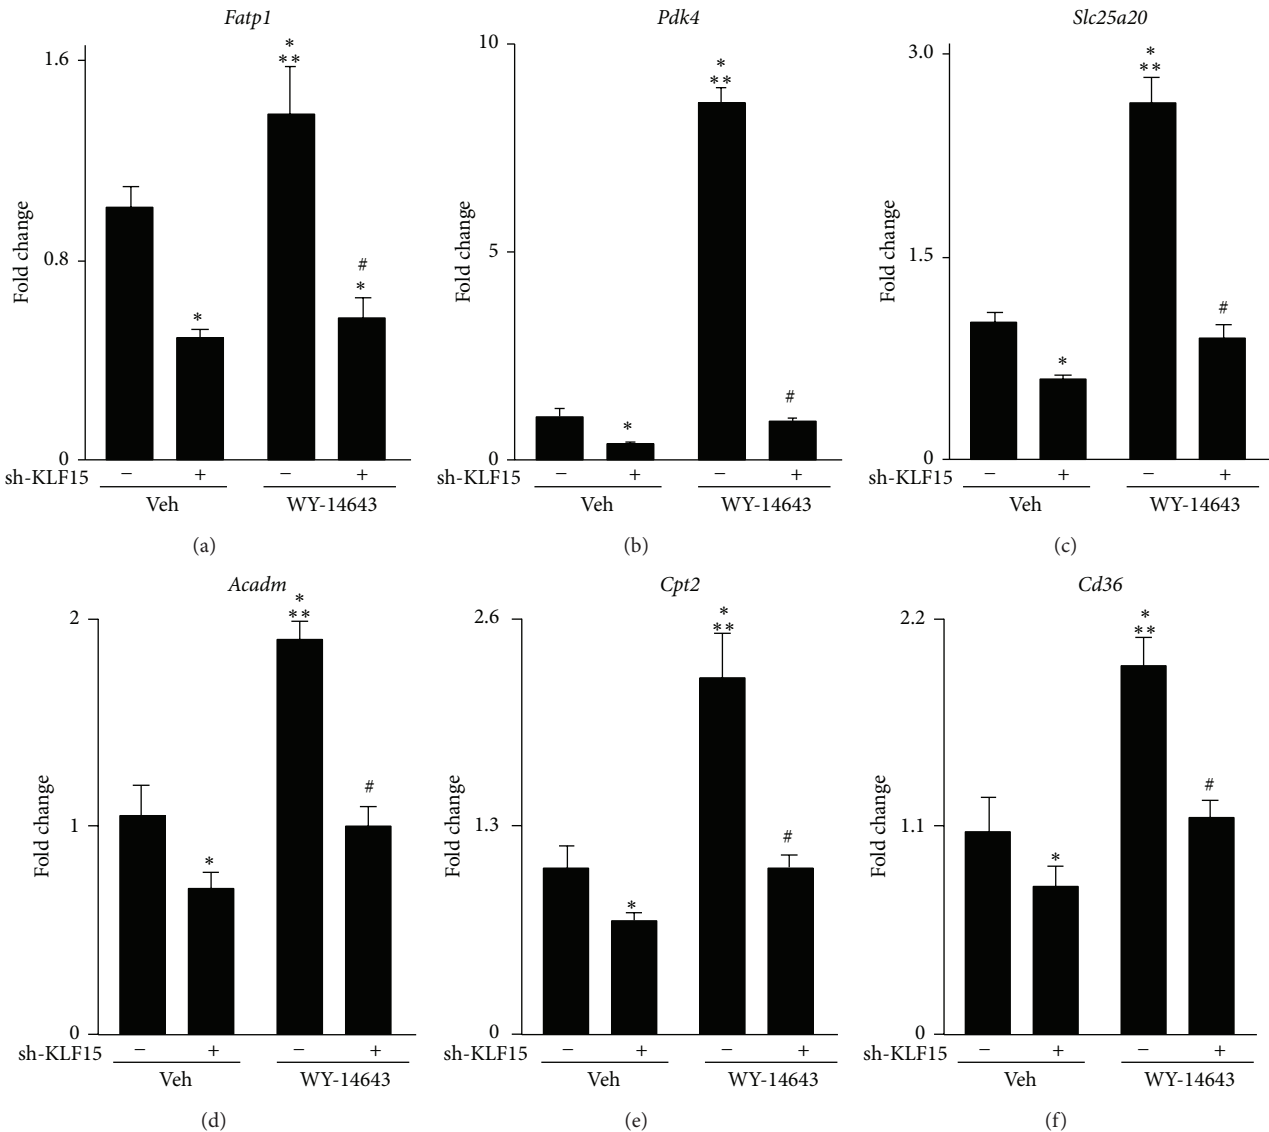 Fatp1
1.6
0.8
0
Fold change
*
*
**
#
*
sh-KLF15 − + − +
Veh WY-14643
(a)
Pdk4
10
5
0
Fold change
*
*
**
#
sh-KLF15 − + − +
Veh WY-14643
(b)
Slc25a20
3.0
1.5
0
Fold change
*
*
**
#
sh-KLF15 − + − +
Veh WY-14643
(c)
Acadm
2
1
0
Fold change
*
*
**
#
sh-KLF15 − + − +
Veh WY-14643
(d)
Cpt2
2.6
1.3
0
Fold change
*
*
**
#
sh-KLF15 − + − +
Veh WY-14643
(e)
Cd36
2.2
1.1
0
Fold change
*
*
**
#
sh-KLF15 − + − +
Veh WY-14643
(f)